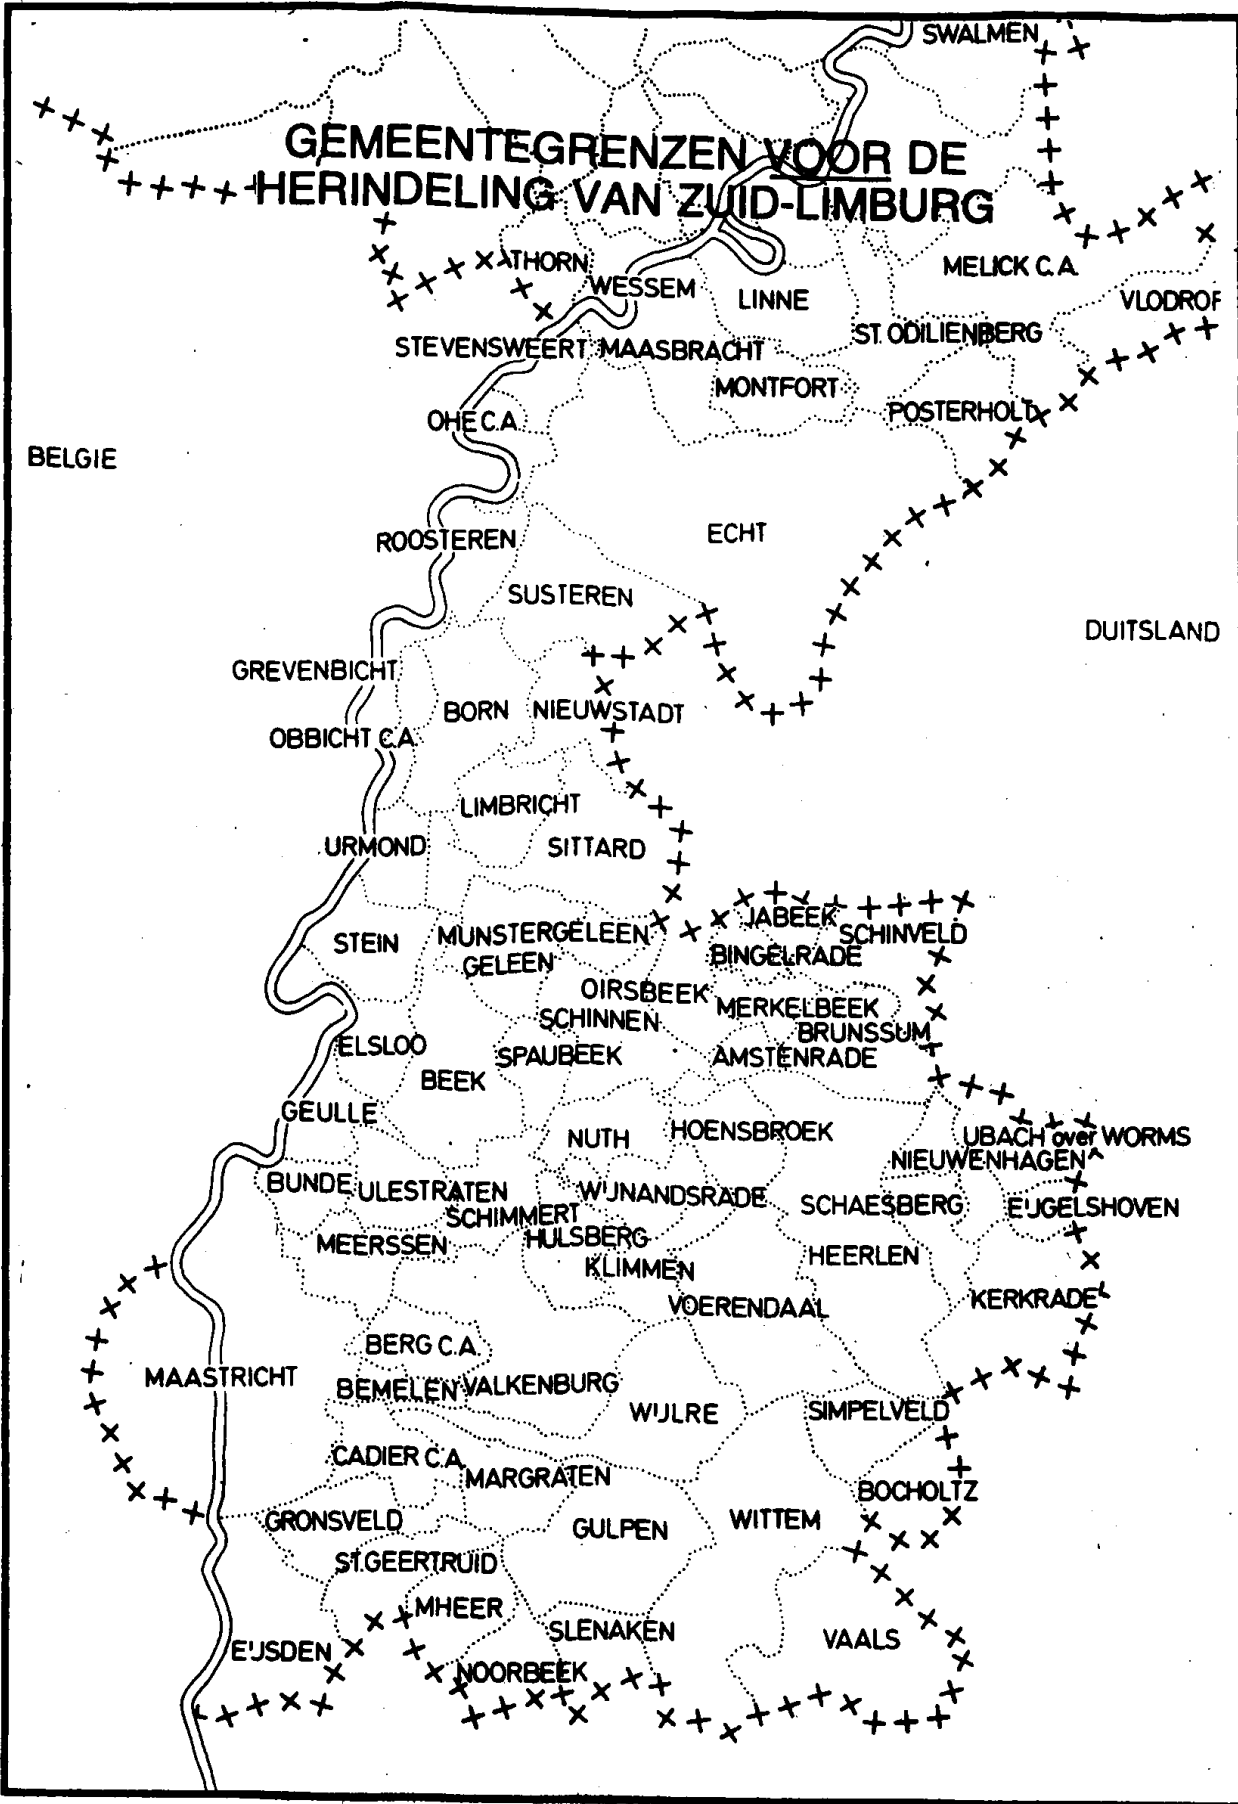 SWALMEN
GEMEENTEGRENZEN VOOR DE
HERINDELING VAN ZUID-LIMBURG
THORN
MELICK C.A.
WESSEM
LINNE
VLODROP
ST. ODILIENBERG
STEVENSWEERT
MAASBRACHT
MONTFORT
POSTERHOLT
OHE C.A.
BELGIE
ECHT
ROOSTEREN
SUSTEREN
DUITSLAND
GREVENBICHT
BORN
NIEUWSTADT
OBBICHT C.A.
LIMBRICHT
URMOND
SITTARD
JABEEK
STEIN
MUNSTERGELEEN
SCHINVELD
GELEEN
BINGELRADE
OIRSBEEK
MERKELBEEK
SCHINNEN
BRUNSSUM
ELSLOO
SPAUBEEK
AMSTENRADE
BEEK
GEULLE
NUTH
HOENSBROEK
UBACH over WORMS
NIEUWENHAGEN
BUNDE
ULESTRATEN
WIJNANDSRADE
SCHAESBERG
EIJGELSHOVEN
SCHIMMERT
MEERSSEN
HULSBERG
HEERLEN
KLIMMEN
KERKRADE
VOERENDAAL
BERG C.A.
MAASTRICHT
BEMELEN
VALKENBURG
WIJLRE
SIMPELVELD
CADIER C.A.
MARGRATEN
BOCHOLTZ
GRONSVELD
GULPEN
WITTEM
ST.GEERTRUID
MHEER
SLENAKEN
VAALS
EIJSDEN
NOORBEEK